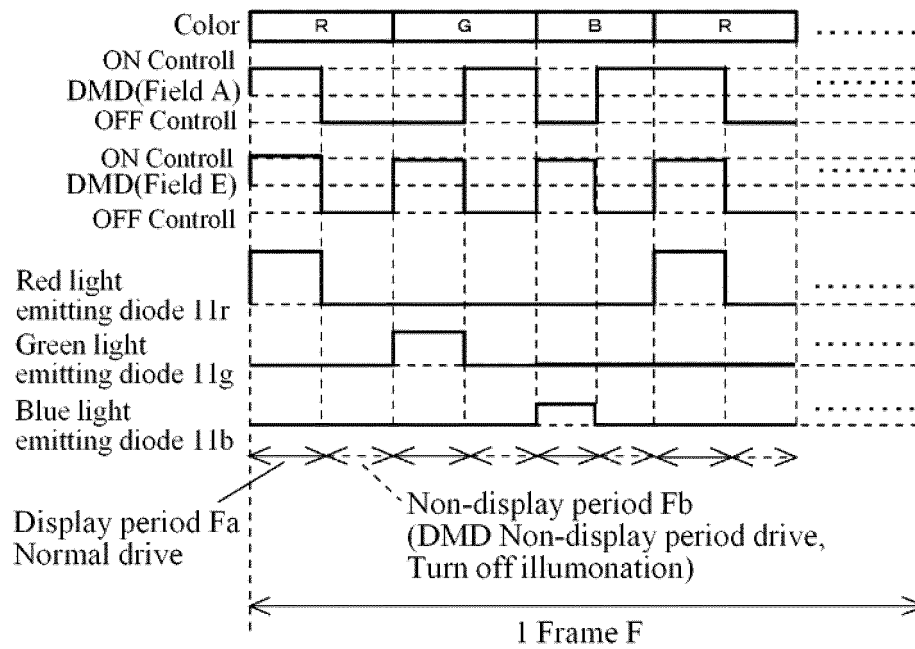 Color R G B R
ON Controll
DMD(Field A)
OFF Controll
ON Controll
DMD(Field E)
OFF Controll
Red light
emitting diode 11r
Green light
emitting diode 11g
Blue light
emitting diode 11b
Display period Fa
Normal drive
Non-display period Fb
(DMD Non-display period drive,
Turn off illumonation)
1 Frame F